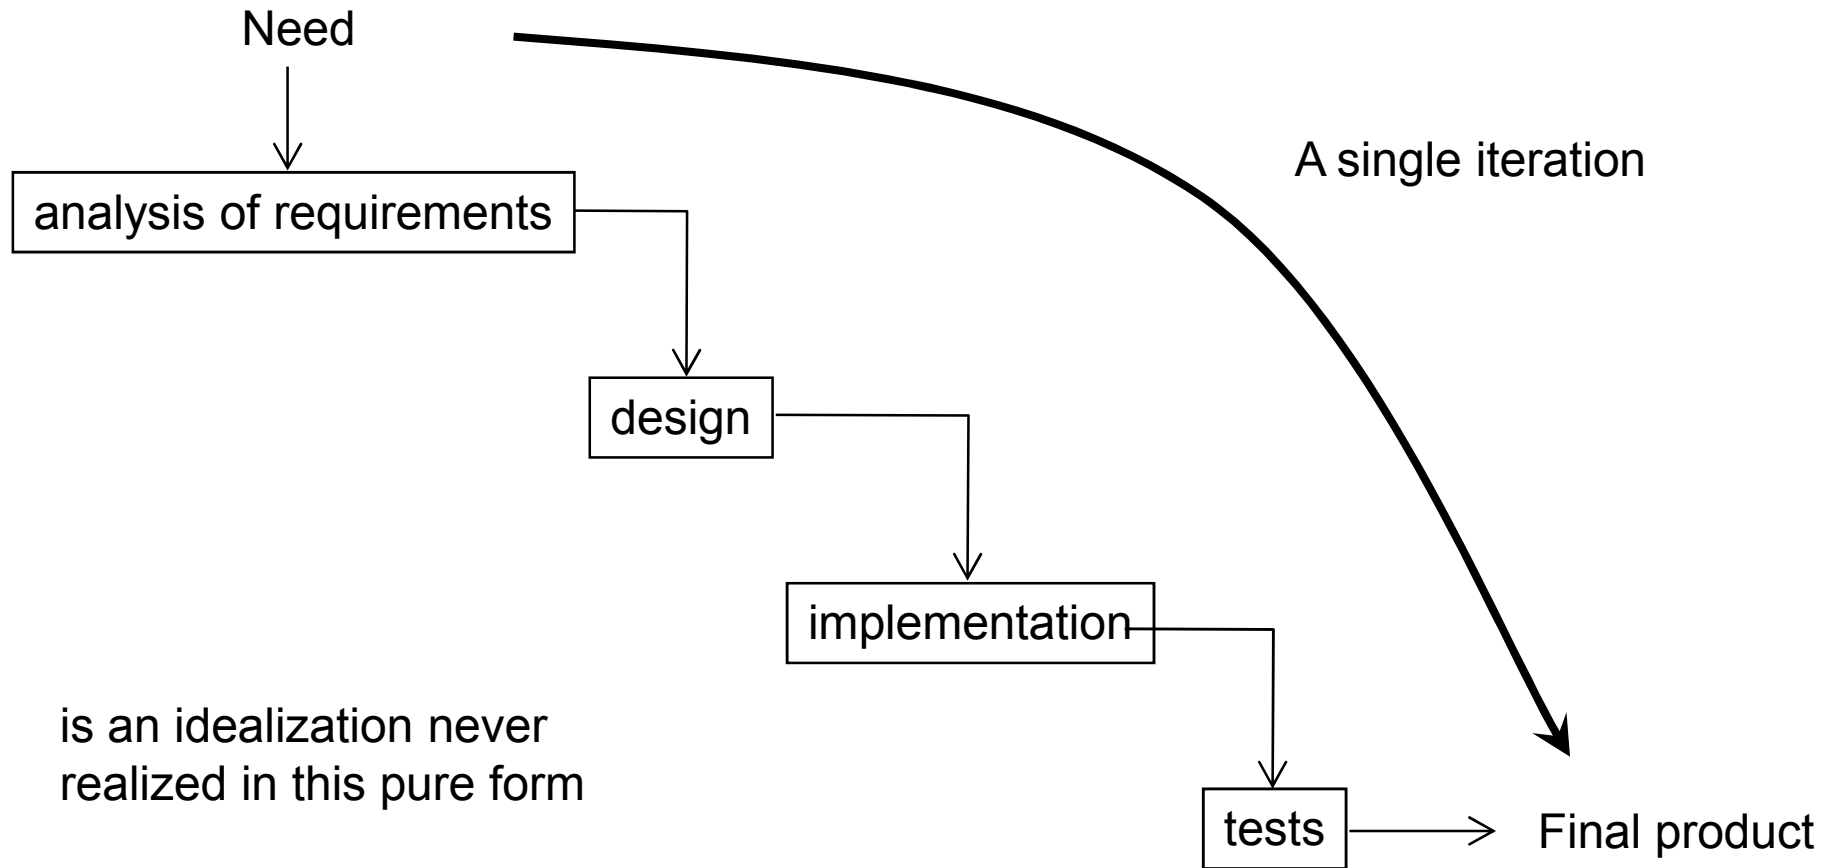 Need
A single iteration
analysis of requirements
design
implementation
is an idealization never
realized in this pure form
tests
Final product